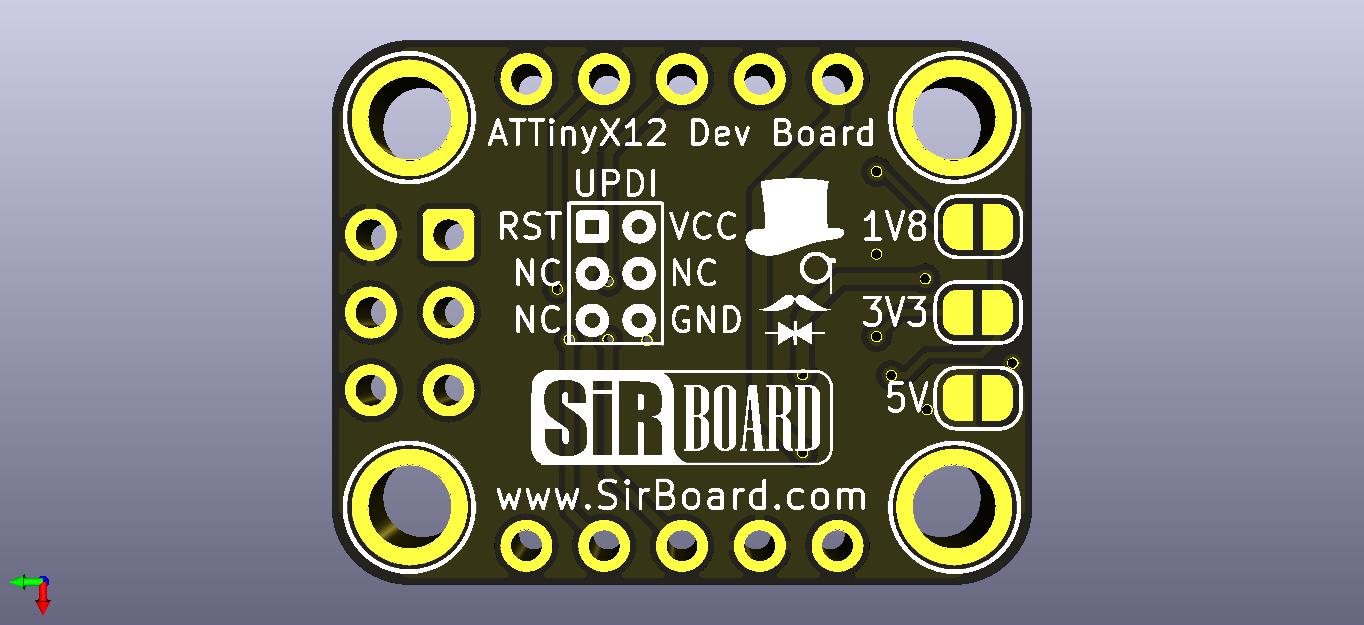 ATTinyX12 Dev Board
UPDI
RST VCC
NC NC
NC GND
1V8
3V3
5V
SiR BOARD
www.SirBoard.com